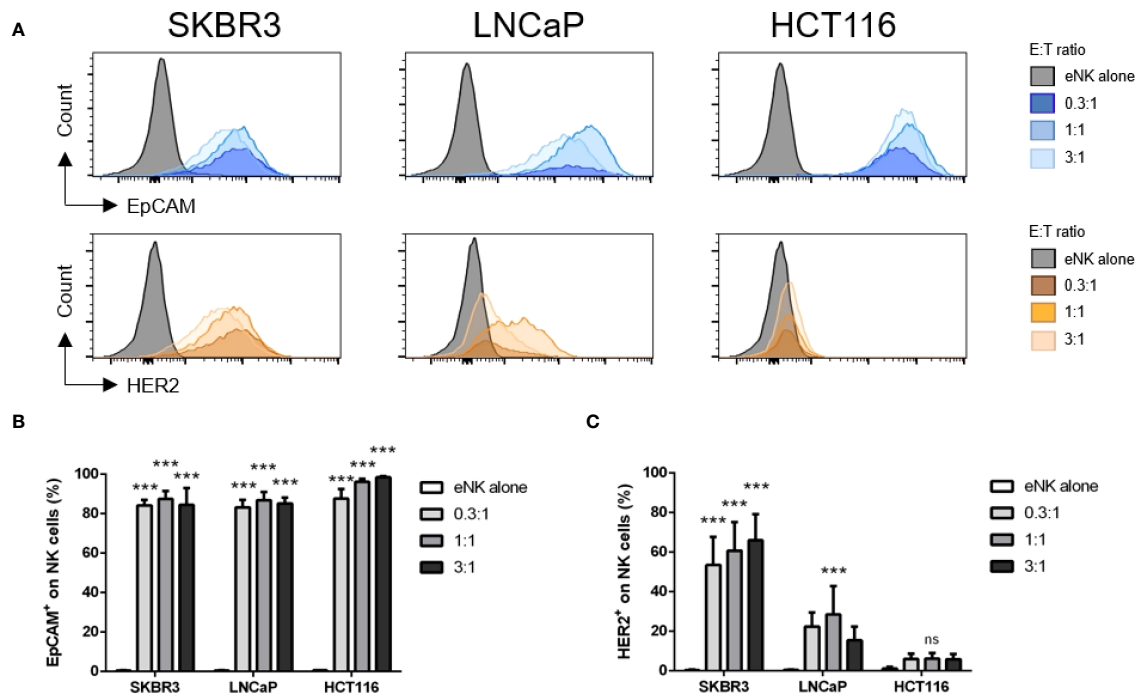 A
SKBR3
LNCaP
HCT116
Count
EpCAM
E:T ratio
eNK alone
0.3:1
1:1
3:1
Count
HER2
E:T ratio
eNK alone
0.3:1
1:1
3:1
B
EpCAM⁺ on NK cells (%)
100
80
60
40
20
0
*** *** ***
*** *** ***
*** *** ***
SKBR3
LNCaP
HCT116
eNK alone
0.3:1
1:1
3:1
C
HER2⁺ on NK cells (%)
100
80
60
40
20
0
*** *** ***
***
ns
SKBR3
LNCaP
HCT116
eNK alone
0.3:1
1:1
3:1